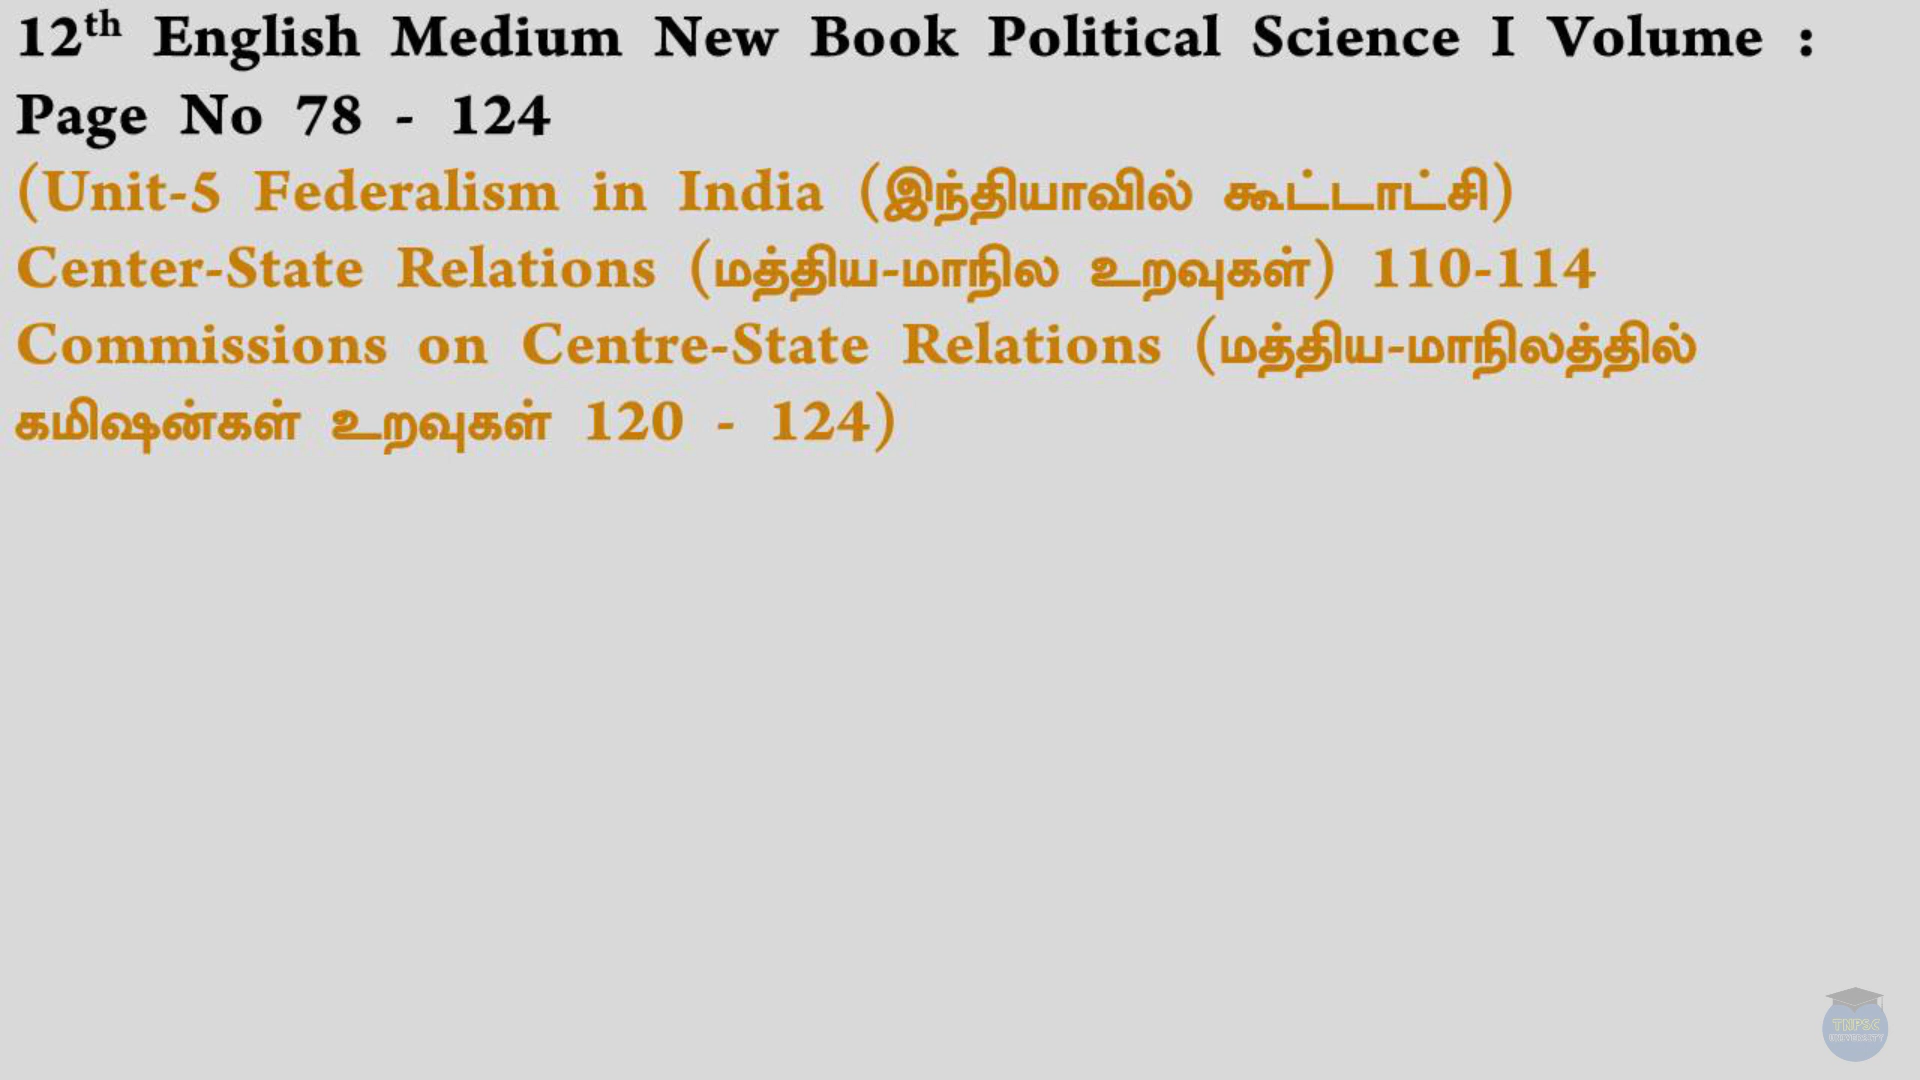 12th English Medium New Book Political Science I Volume :
Page No 78 - 124
(Unit-5 Federalism in India (இந்தியாவில் கூட்டாட்சி)
Center-State Relations (மத்திய-மாநில உறவுகள்) 110-114
Commissions on Centre-State Relations (மத்திய-மாநிலத்தில்
கமிஷன்கள் உறவுகள் 120 - 124)
TNPSC
UNIVERSITY